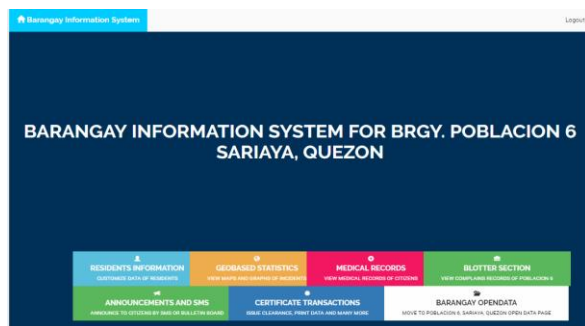 Barangay Information System
Logout
BARANGAY INFORMATION SYSTEM FOR BRGY. POBLACION 6
SARIAYA, QUEZON
RESIDENTS INFORMATION
CUSTOMIZE DATA OF RESIDENTS
GEOBASED STATISTICS
VIEW MAPS AND GRAPHS OF INCIDENTS
MEDICAL RECORDS
VIEW MEDICAL RECORDS OF CITIZENS
BLOTTER SECTION
VIEW COMPLAINS RECORDS OF POBLACION 6
ANNOUNCEMENTS AND SMS
ANNOUNCE TO CITIZENS BY SMS OR BULLETIN BOARD
CERTIFICATE TRANSACTIONS
ISSUE CLEARANCE, PRINT DATA AND MANY MORE
BARANGAY OPENDATA
MOVE TO POBLACION 6, SARIAYA, QUEZON OPEN DATA PAGE